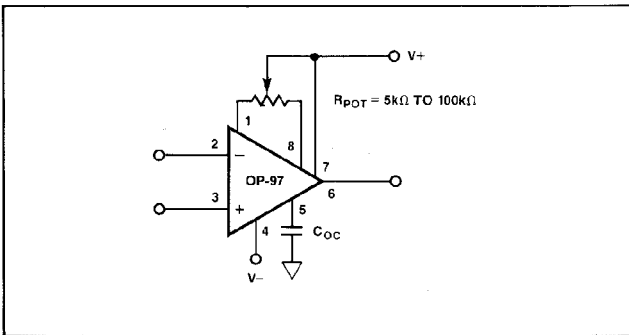 V+
R_POT = 5kΩ TO 100kΩ
1
8
2
−
7
OP-97
6
3
+
5
4
C_OC
V−